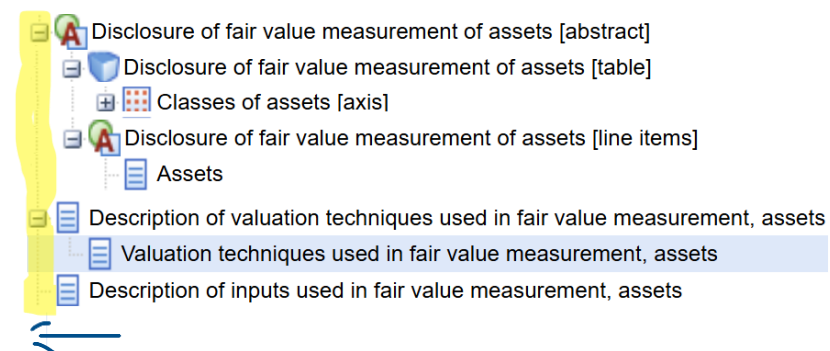 Disclosure of fair value measurement of assets [abstract]
Disclosure of fair value measurement of assets [table]
Classes of assets [axis]
Disclosure of fair value measurement of assets [line items]
Assets
Description of valuation techniques used in fair value measurement, assets
Valuation techniques used in fair value measurement, assets
Description of inputs used in fair value measurement, assets